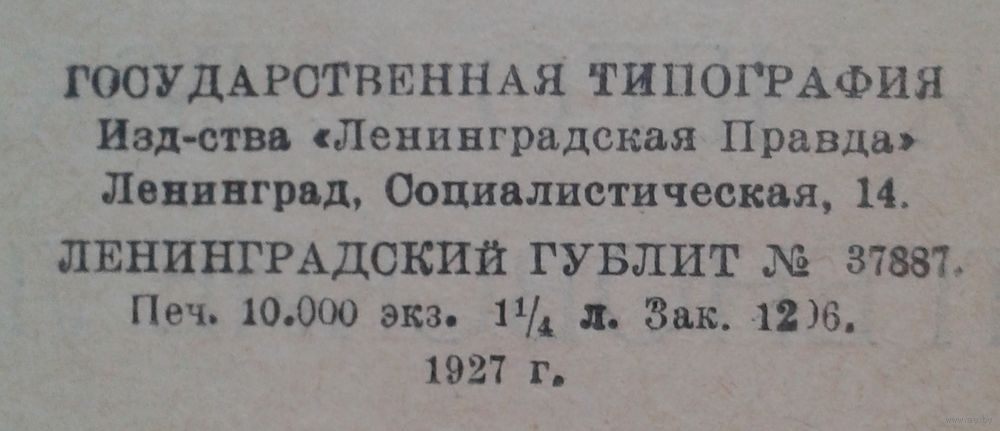 ГОСУДАРСТВЕННАЯ ТИПОГРАФИЯ
Изд-ства «Ленинградская Правда»
Ленинград, Социалистическая, 14.
ЛЕНИНГРАДСКИЙ ГУБЛИТ № 37887.
Печ. 10.000 экз. 1¹/₄ л. Зак. 1206.
1927 г.